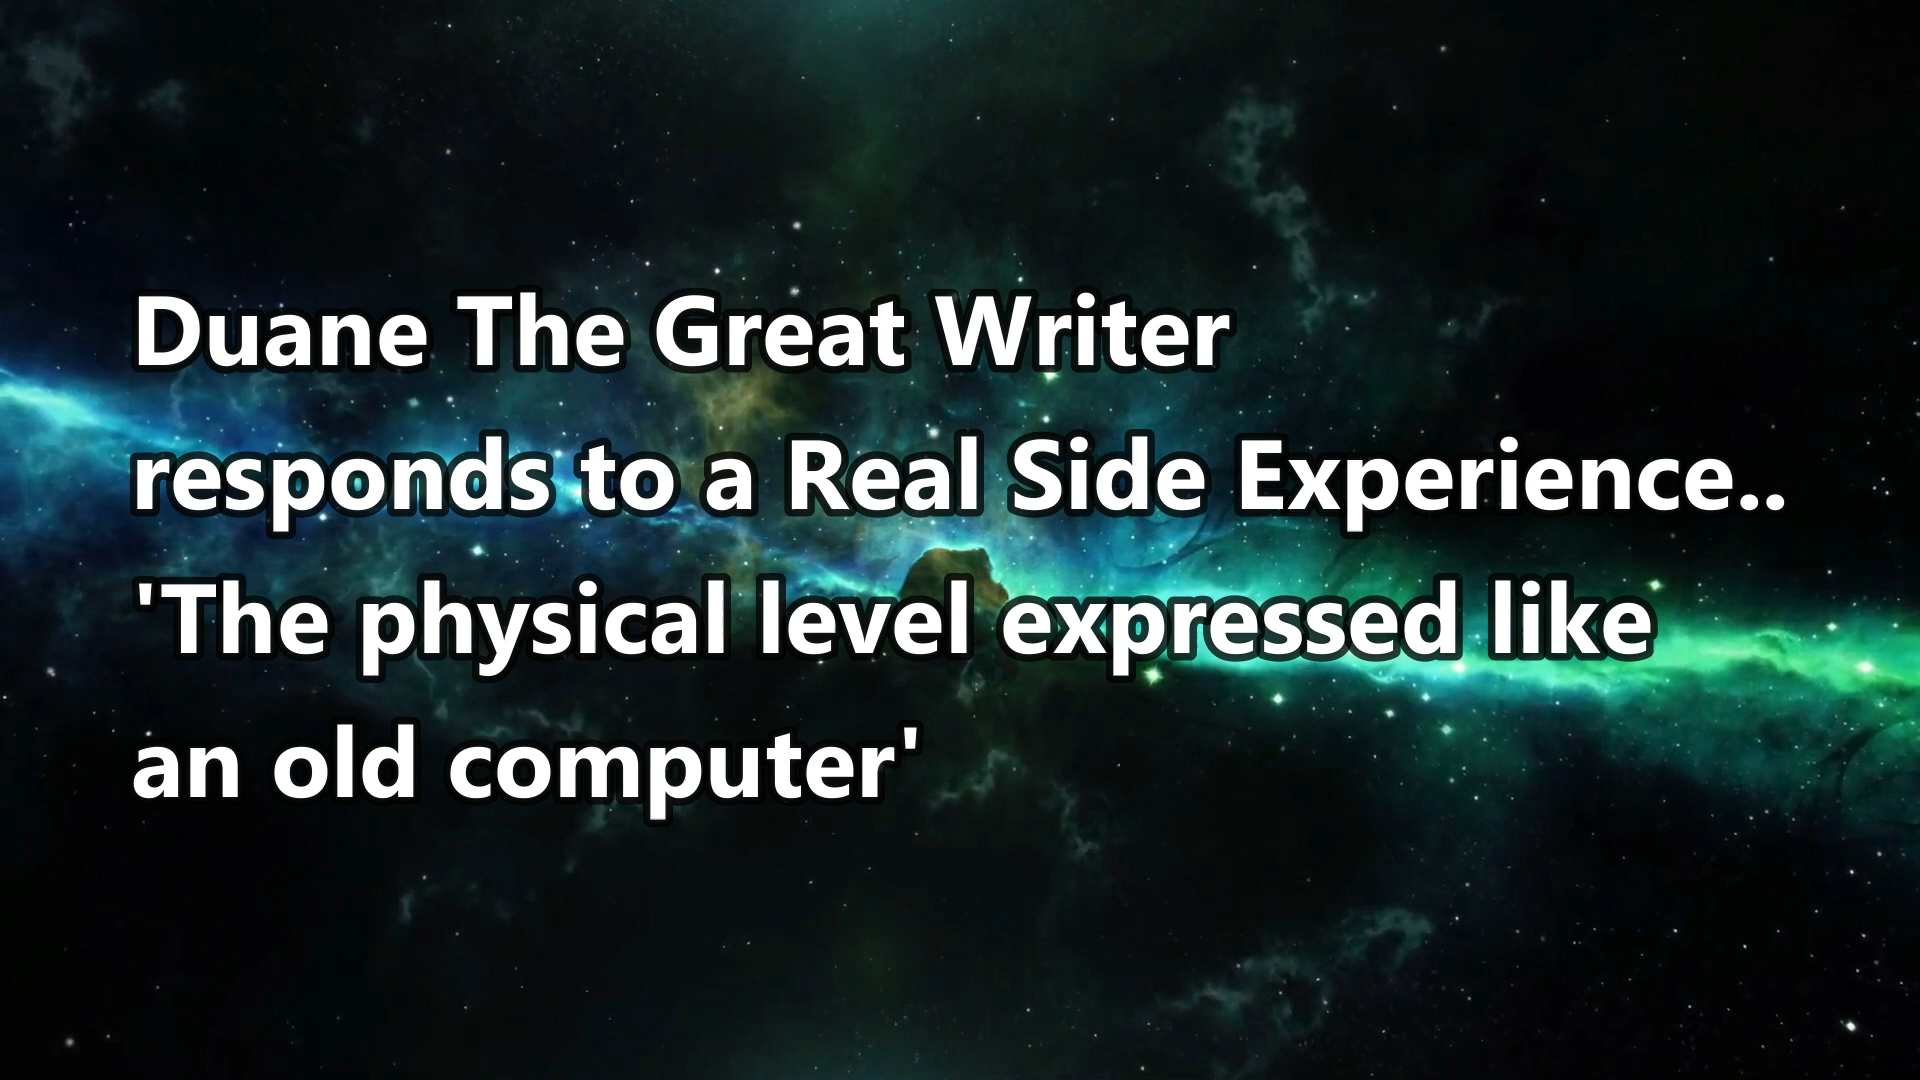 Duane The Great Writer
responds to a Real Side Experience..
'The physical level expressed like
an old computer'